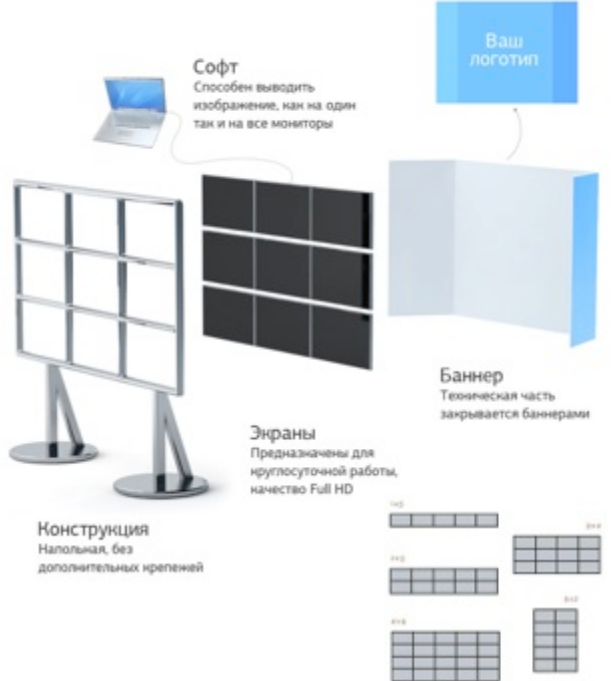 Ваш
логотип
Софт
Способен выводить
изображение, как на один
так и на все мониторы
Баннер
Техническая часть
закрывается баннерами
Экраны
Предназначены для
круглосуточной работы,
качество Full HD
Конструкция
Напольная, без
дополнительных крепежей